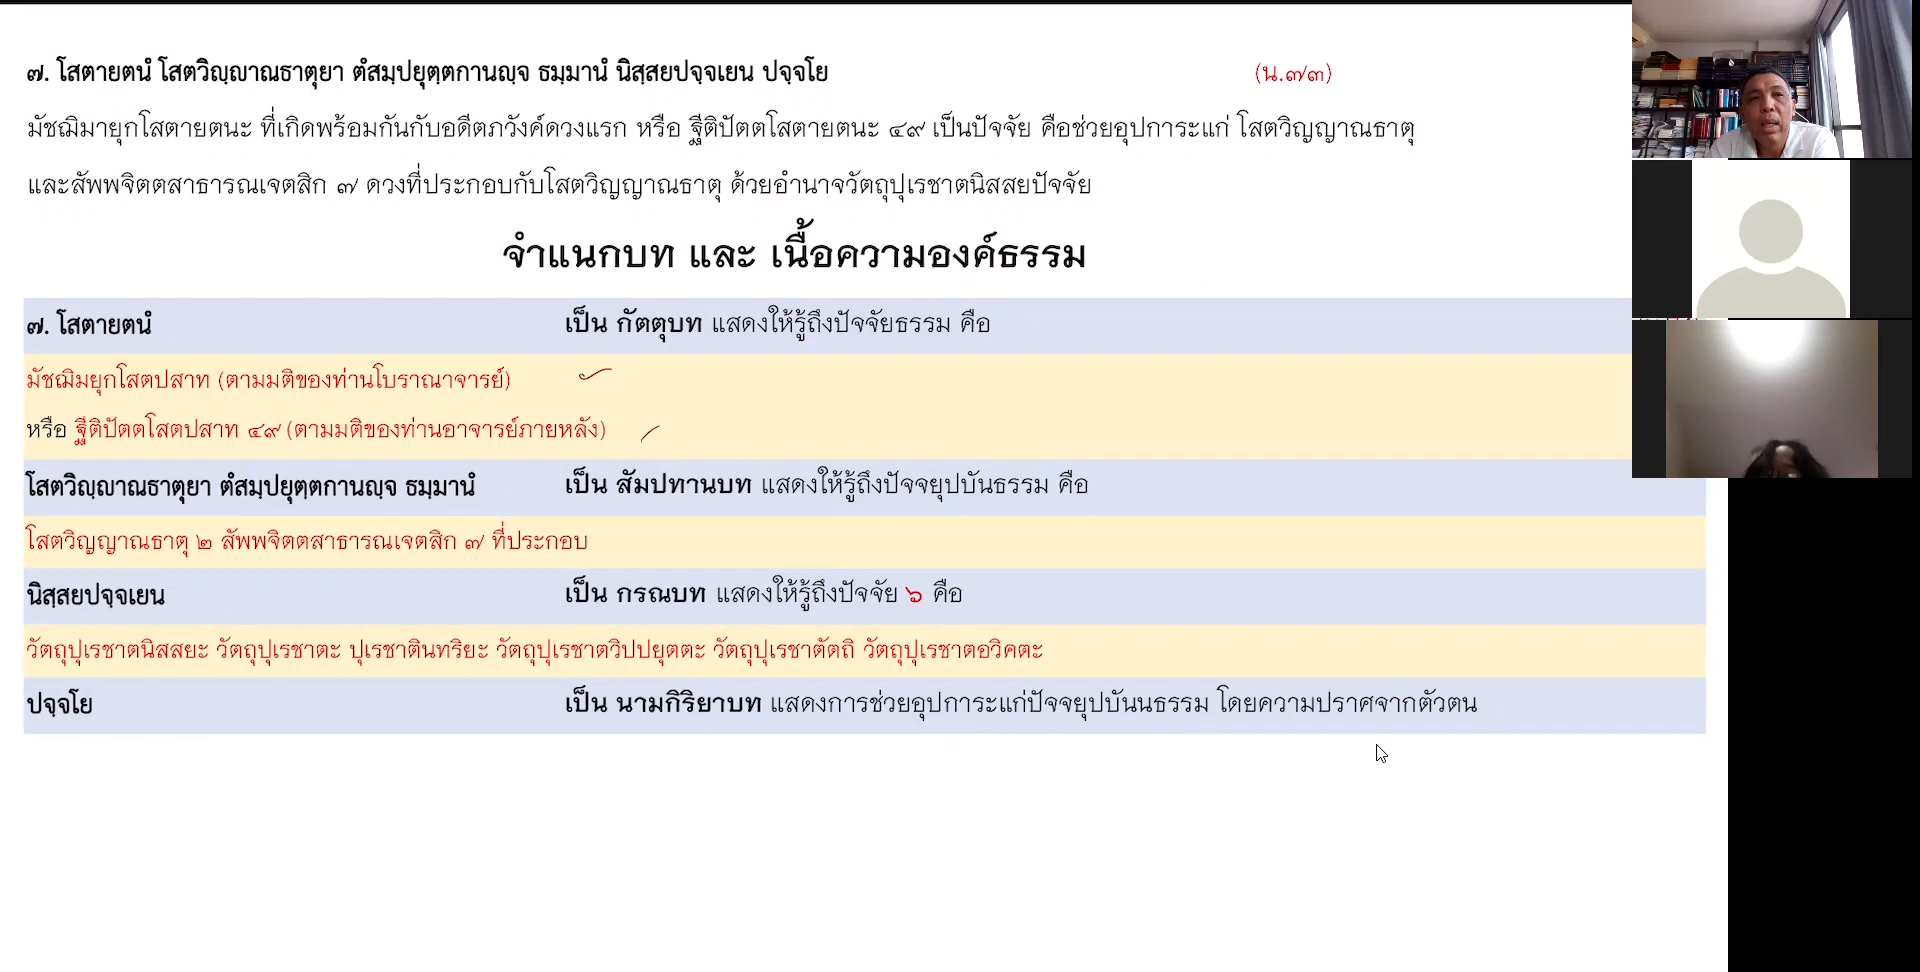 ๗. โสตายตนํ โสตวิญฺญาณธาตุยา ตํสมฺปยุตฺตกานญฺจ ธมฺมานํ นิสฺสยปจฺจเยน ปจฺจโย (น.๗๓)
มัชฌิมายุกโสตายตนะ ที่เกิดพร้อมกันกับอดีตภวังค์ดวงแรก หรือ ฐีติปัตตโสตายตนะ ๔๙ เป็นปัจจัย คือช่วยอุปการะแก่ โสตวิญญาณธาตุ
และสัพพจิตตสาธารณเจตสิก ๗ ดวงที่ประกอบกับโสตวิญญาณธาตุ ด้วยอำนาจวัตถุปุเรชาตนิสสยปัจจัย
จำแนกบท และ เนื้อความองค์ธรรม
๗. โสตายตนํ เป็น กัตตุบท แสดงให้รู้ถึงปัจจัยธรรม คือ
มัชฌิมยุกโสตปสาท (ตามมติของท่านโบราณาจารย์)
หรือ ฐีติปัตตโสตปสาท ๔๙ (ตามมติของท่านอาจารย์ภายหลัง)
โสตวิญฺญาณธาตุยา ตํสมฺปยุตฺตกานญฺจ ธมฺมานํ เป็น สัมปทานบท แสดงให้รู้ถึงปัจจยุปบันธรรม คือ
โสตวิญญาณธาตุ ๒ สัพพจิตตสาธารณเจตสิก ๗ ที่ประกอบ
นิสฺสยปจฺจเยน เป็น กรณบท แสดงให้รู้ถึงปัจจัย ๖ คือ
วัตถุปุเรชาตนิสสยะ วัตถุปุเรชาตะ ปุเรชาตินทริยะ วัตถุปุเรชาตวิปปยุตตะ วัตถุปุเรชาตัตถิ วัตถุปุเรชาตอวิคตะ
ปจฺจโย เป็น นามกิริยาบท แสดงการช่วยอุปการะแก่ปัจจยุปบันนธรรม โดยความปราศจากตัวตน